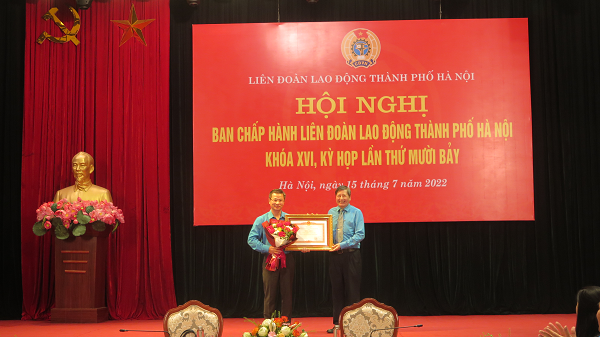 LIÊN ĐOÀN LAO ĐỘNG THÀNH PHỐ HÀ NỘI
HỘI NGHỊ
BAN CHẤP HÀNH LIÊN ĐOÀN LAO ĐỘNG THÀNH PHỐ HÀ NỘI
KHÓA XVI, KỲ HỌP LẦN THỨ MƯỜI BẢY
Hà Nội, ngày 15 tháng 7 năm 2022